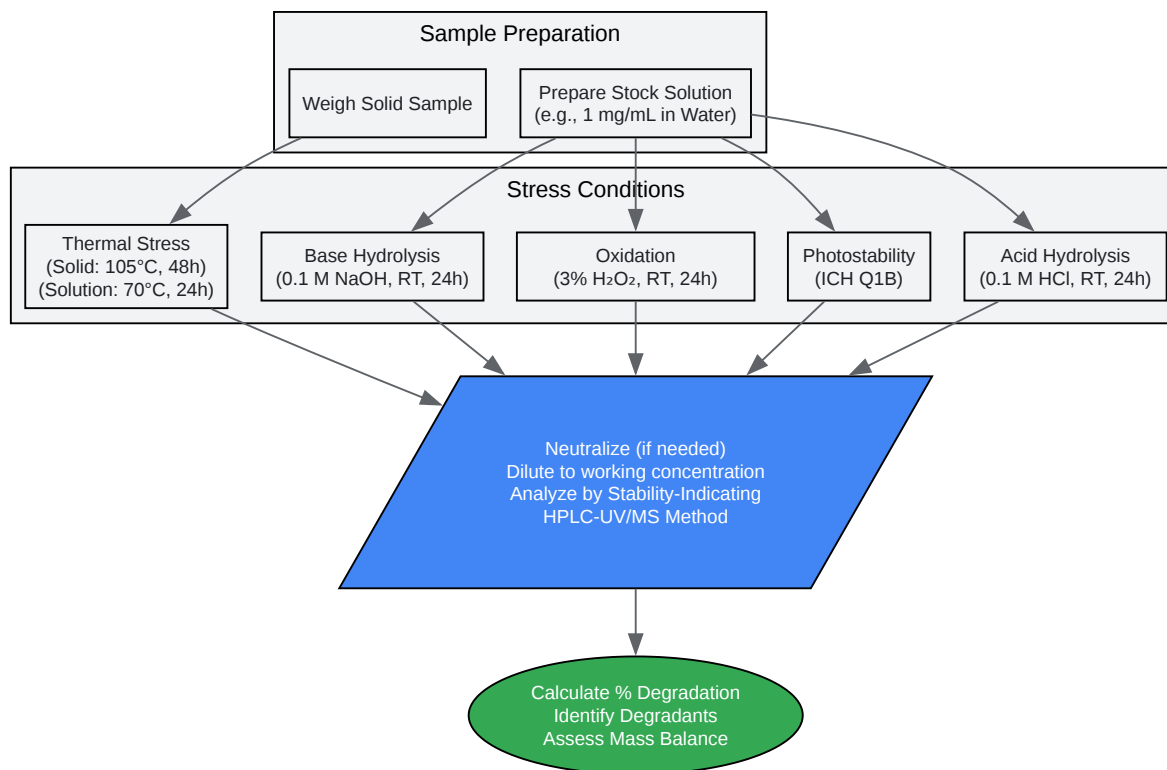 Sample Preparation
Weigh Solid Sample
Prepare Stock Solution
(e.g., 1 mg/mL in Water)
Stress Conditions
Thermal Stress
(Solid: 105°C, 48h)
(Solution: 70°C, 24h)
Base Hydrolysis
(0.1 M NaOH, RT, 24h)
Oxidation
(3% H₂O₂, RT, 24h)
Photostability
(ICH Q1B)
Acid Hydrolysis
(0.1 M HCl, RT, 24h)
Neutralize (if needed)
Dilute to working concentration
Analyze by Stability-Indicating
HPLC-UV/MS Method
Calculate % Degradation
Identify Degradants
Assess Mass Balance